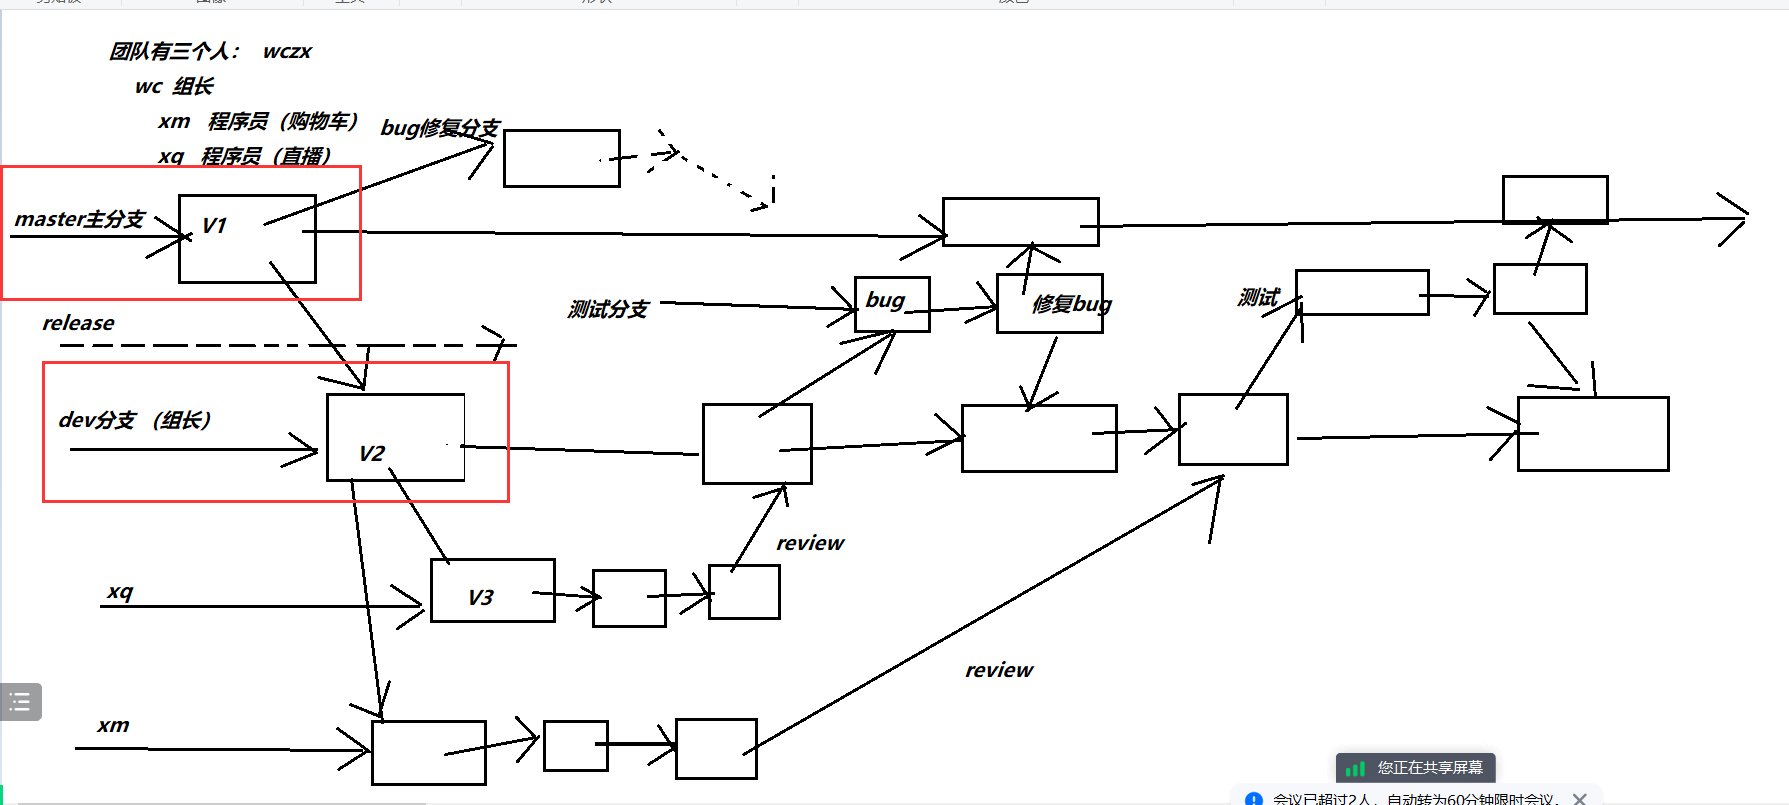 团队有三个人： wczx
wc 组长
xm 程序员（购物车）
bug修复分支
xq 程序员（直播）
master主分支
V1
测试分支
bug
修复bug
测试
release
dev分支 （组长）
V2
review
xq
V3
review
xm
您正在共享屏幕
会议已超过2人，自动转为60分钟限时会议。